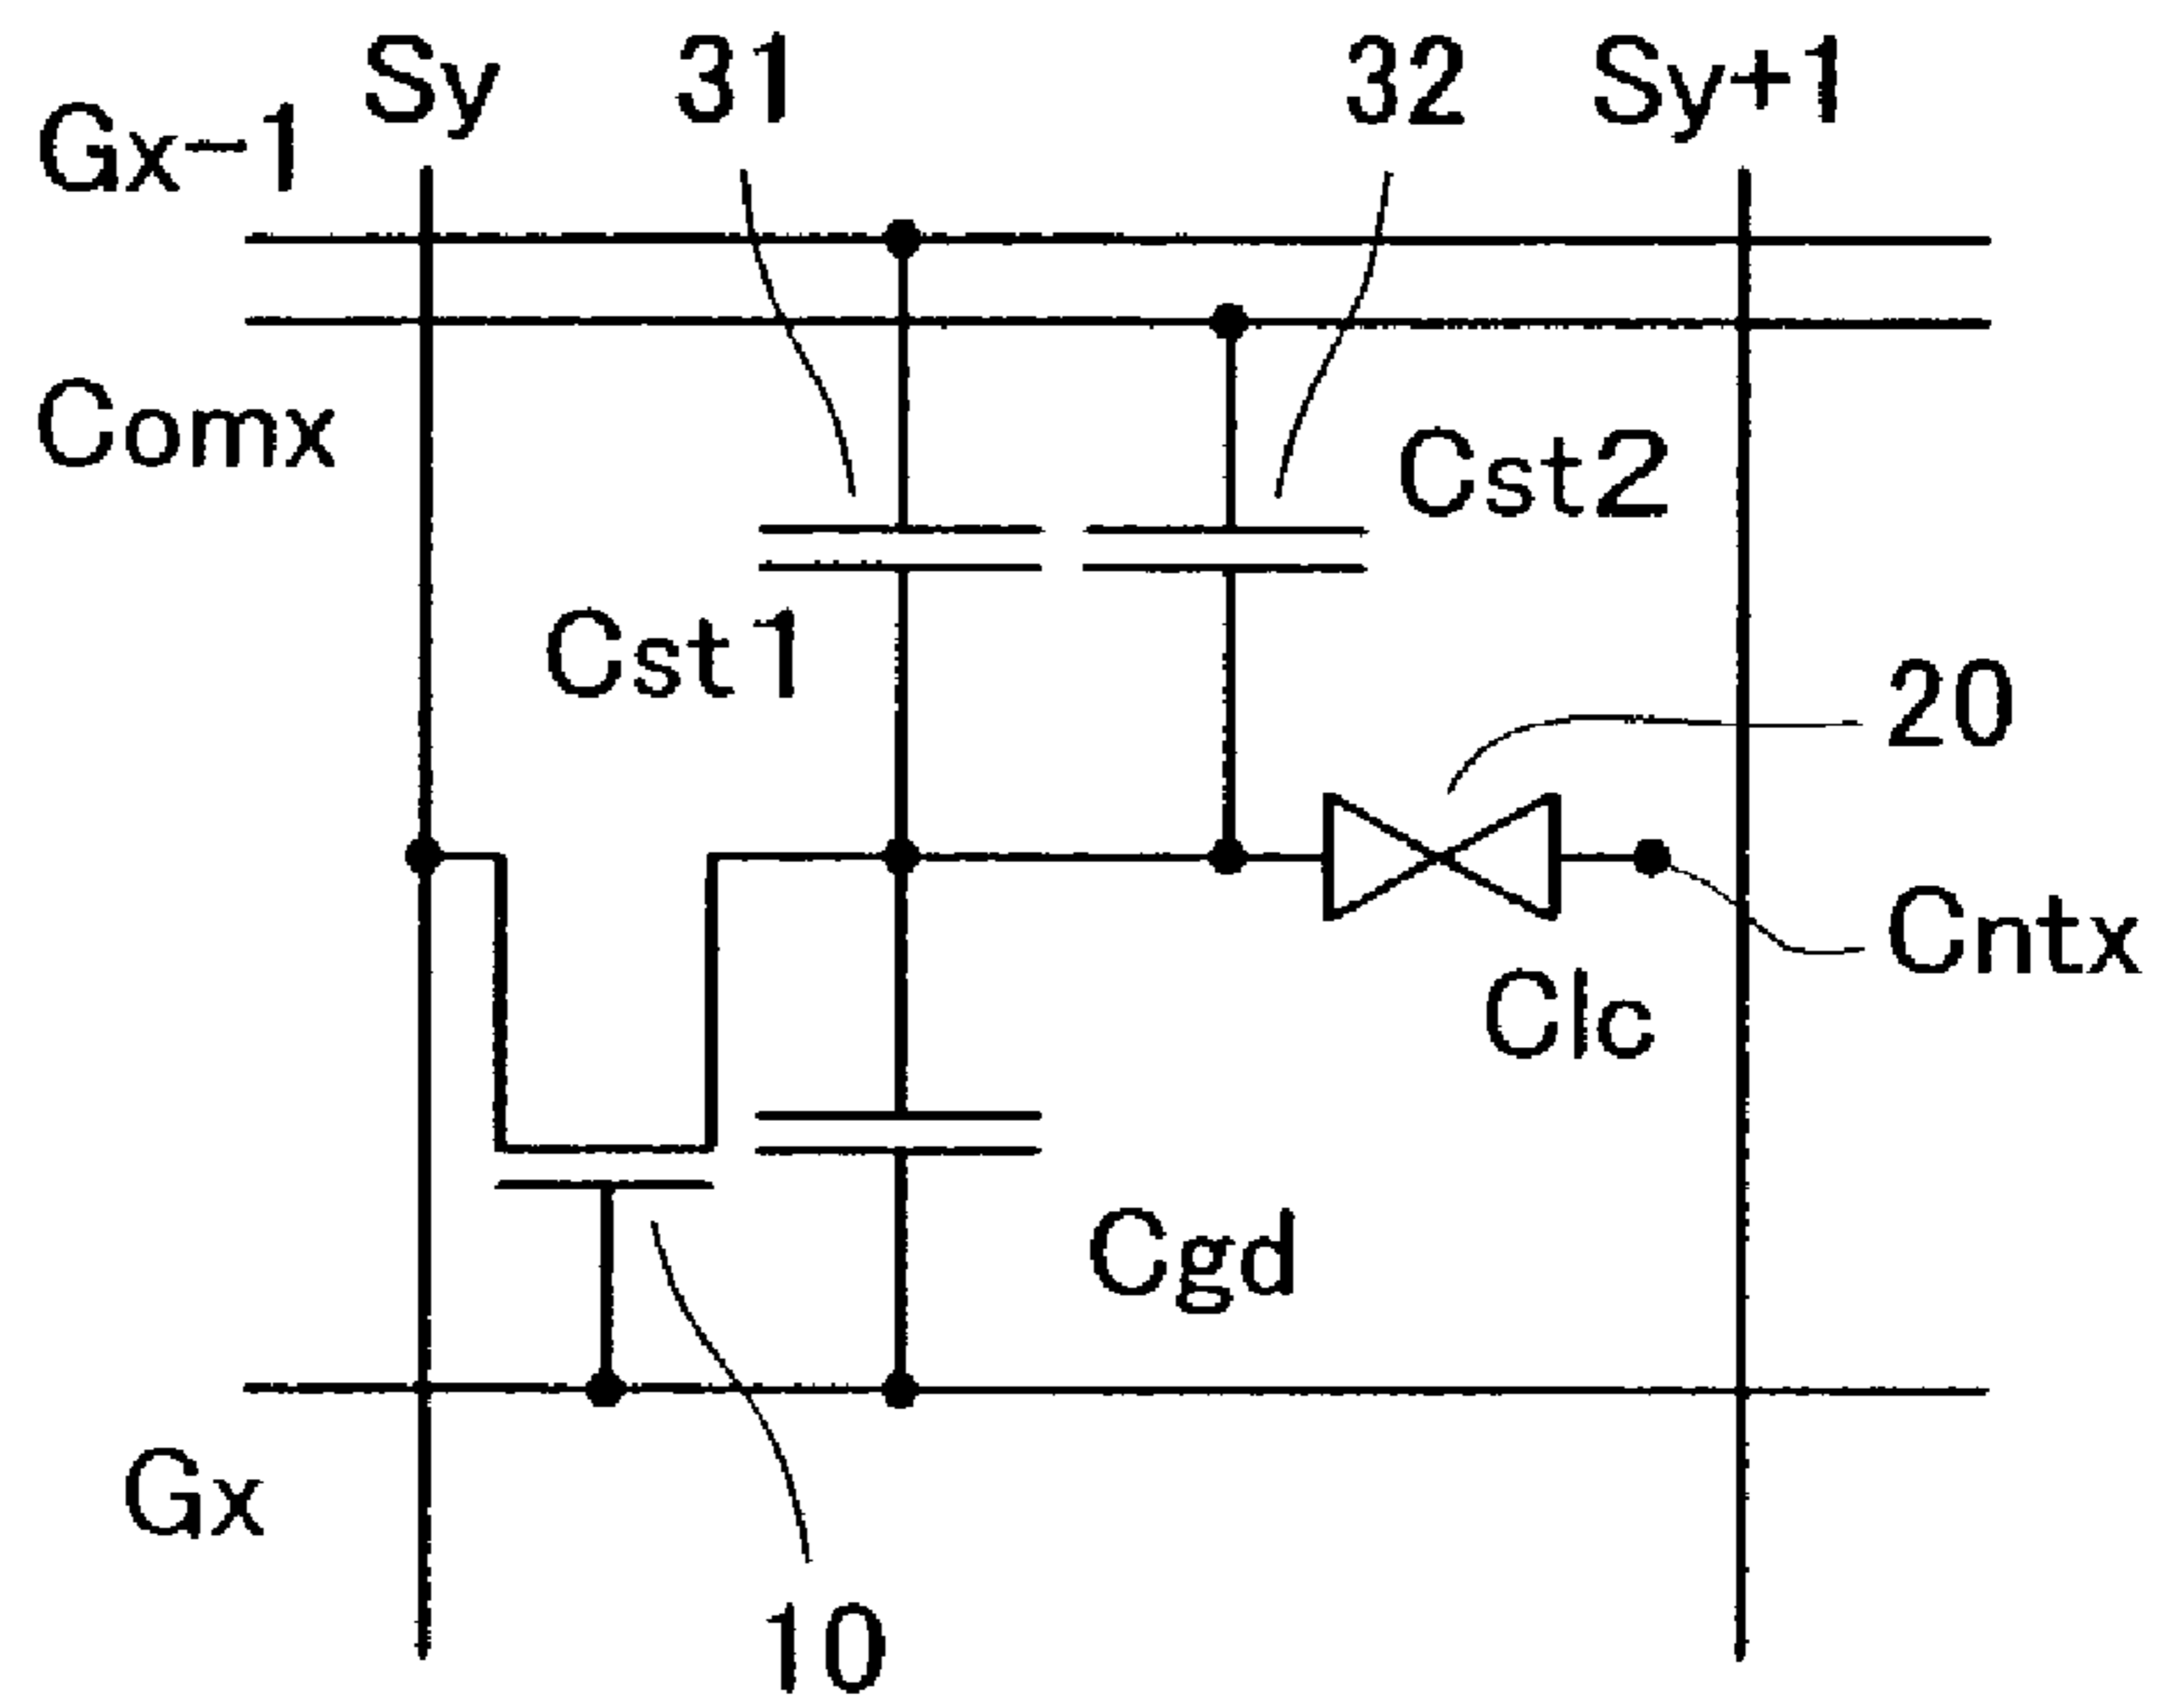 Sy 31 32 Sy+1
Gx-1
Comx
Cst2
Cst1
20
Cntx
Clc
Cgd
Gx
10